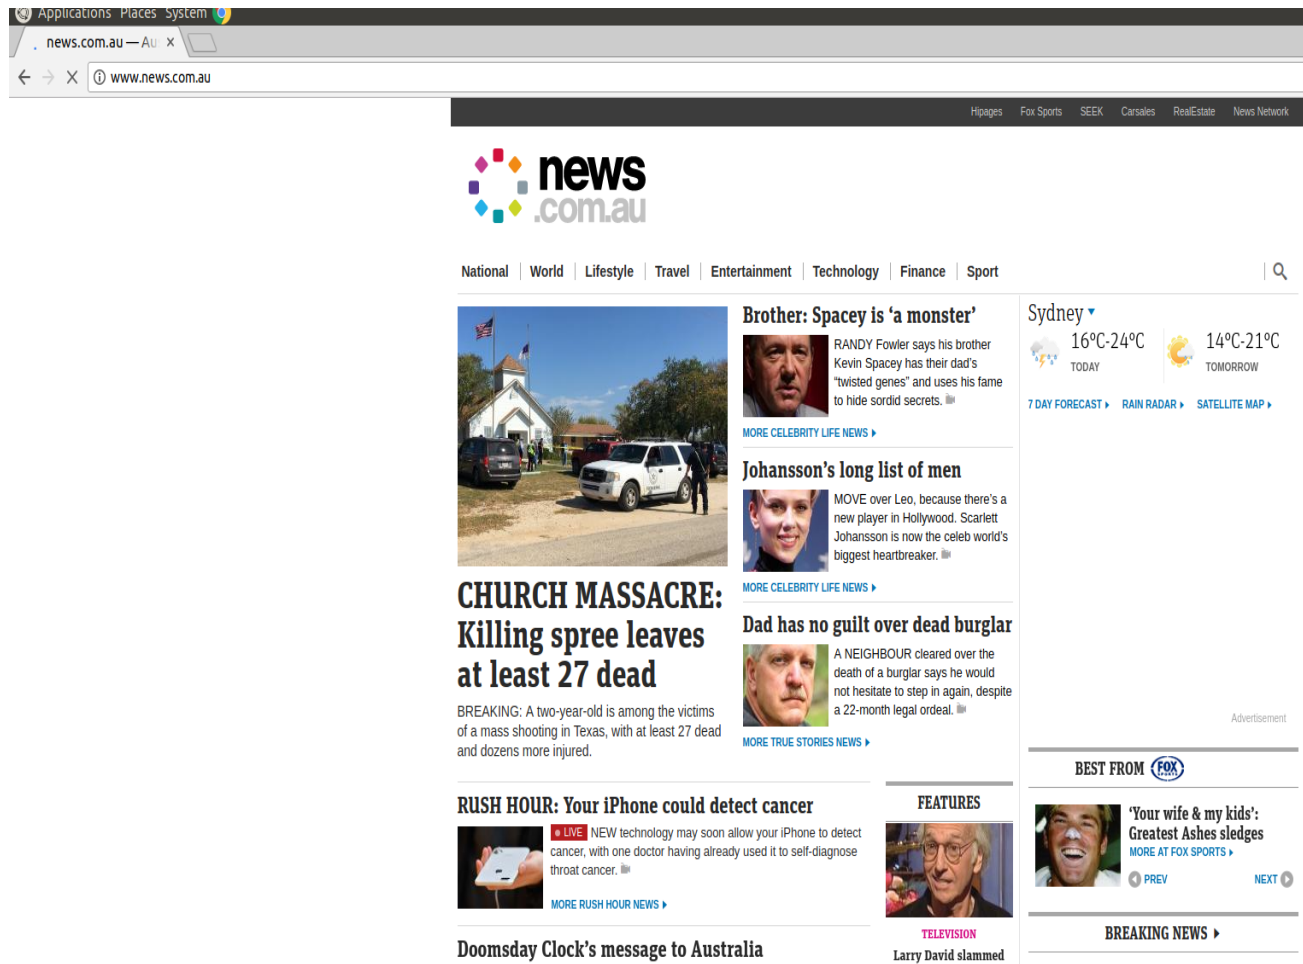 Applications Places System
news.com.au — Au
www.news.com.au
Hipages Fox Sports SEEK Carsales RealEstate News Network
news
.com.au
National World Lifestyle Travel Entertainment Technology Finance Sport
CHURCH MASSACRE:
Killing spree leaves
at least 27 dead
BREAKING: A two-year-old is among the victims
of a mass shooting in Texas, with at least 27 dead
and dozens more injured.
Brother: Spacey is ‘a monster’
RANDY Fowler says his brother
Kevin Spacey has their dad’s
“twisted genes” and uses his fame
to hide sordid secrets.
MORE CELEBRITY LIFE NEWS
Johansson’s long list of men
MOVE over Leo, because there’s a
new player in Hollywood. Scarlett
Johansson is now the celeb world’s
biggest heartbreaker.
MORE CELEBRITY LIFE NEWS
Dad has no guilt over dead burglar
A NEIGHBOUR cleared over the
death of a burglar says he would
not hesitate to step in again, despite
a 22-month legal ordeal.
MORE TRUE STORIES NEWS
Sydney
16ºC-24ºC
TODAY
14ºC-21ºC
TOMORROW
7 DAY FORECAST RAIN RADAR SATELLITE MAP
Advertisement
BEST FROM FOX SPORTS
‘Your wife & my kids’:
Greatest Ashes sledges
MORE AT FOX SPORTS
PREV NEXT
BREAKING NEWS
RUSH HOUR: Your iPhone could detect cancer
LIVE NEW technology may soon allow your iPhone to detect
cancer, with one doctor having already used it to self-diagnose
throat cancer.
MORE RUSH HOUR NEWS
Doomsday Clock’s message to Australia
FEATURES
TELEVISION
Larry David slammed